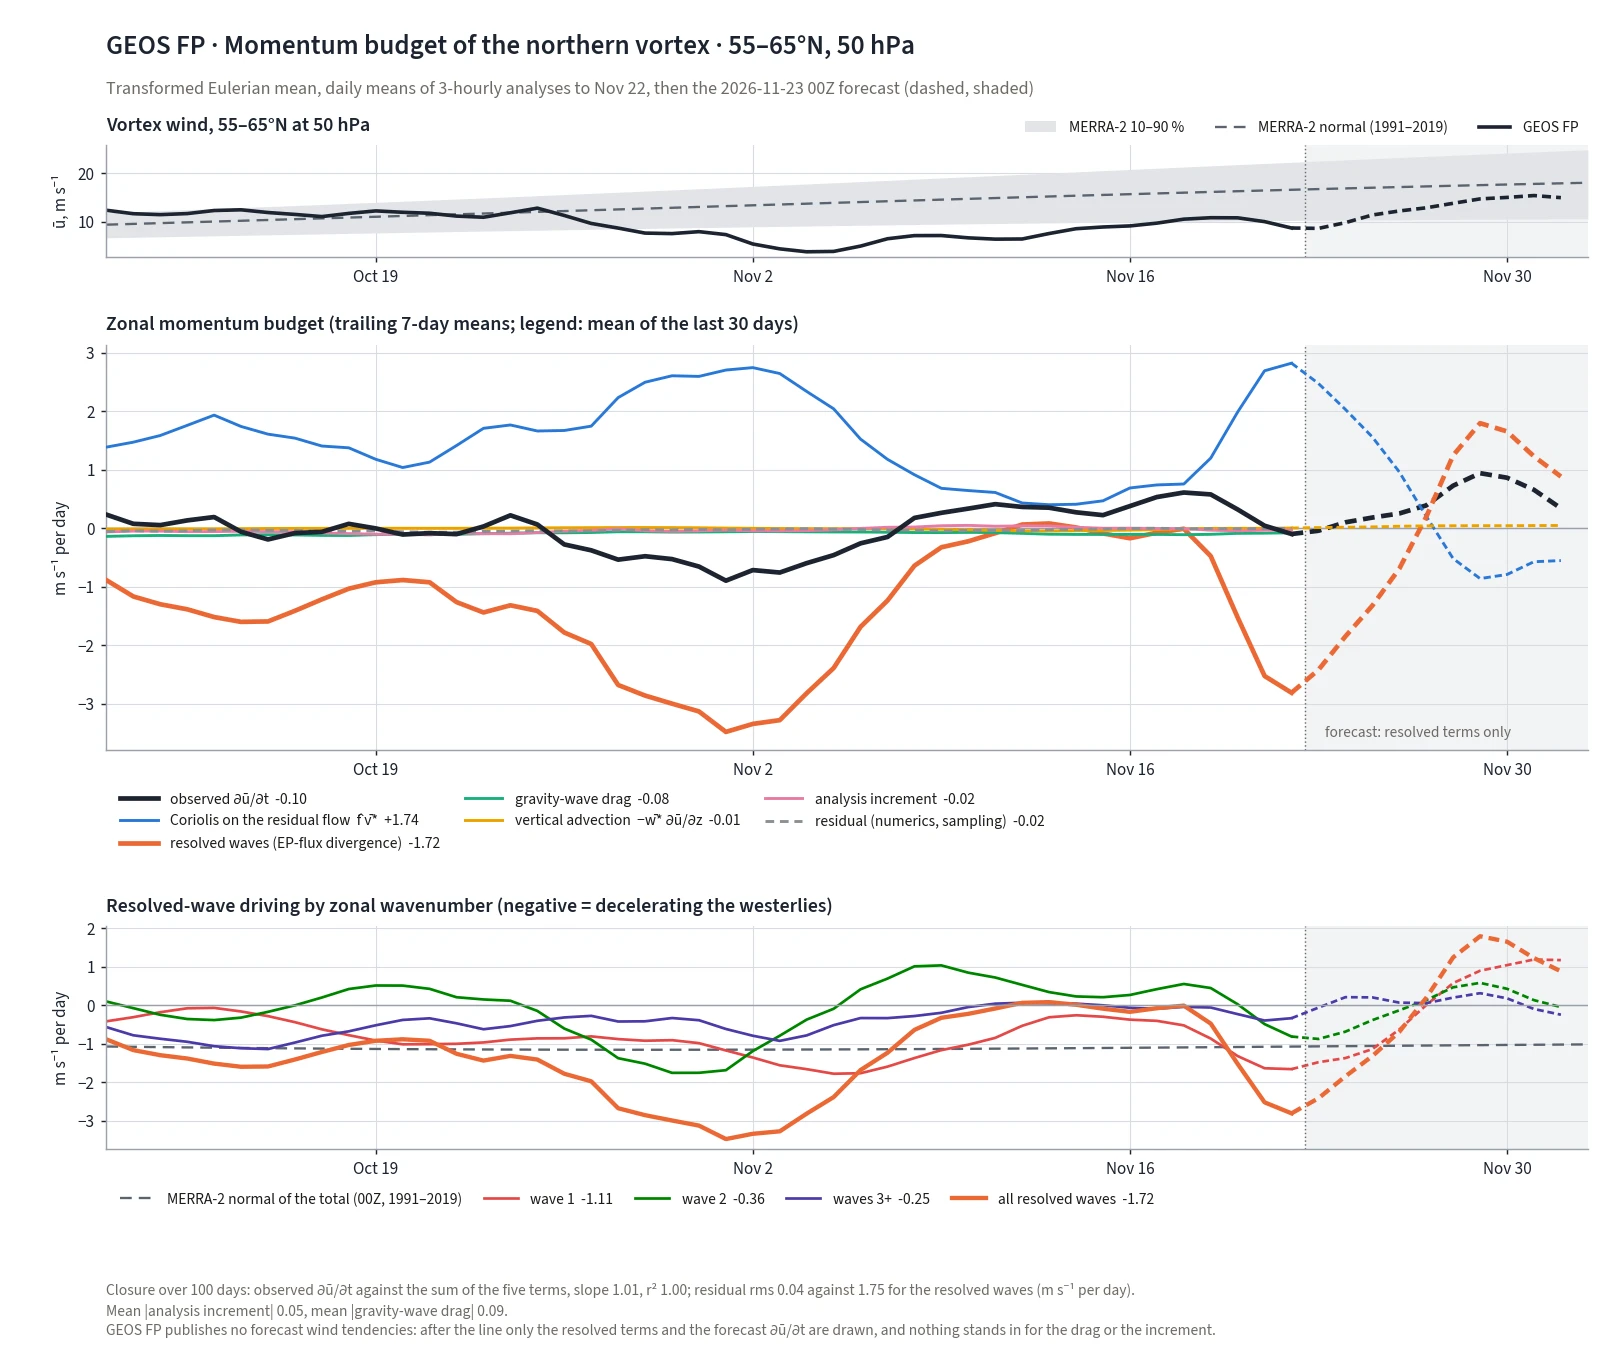 GEOS FP · Momentum budget of the northern vortex · 55–65°N, 50 hPa
Transformed Eulerian mean, daily means of 3-hourly analyses to Nov 22, then the 2026-11-23 00Z forecast (dashed, shaded)
Vortex wind, 55–65°N at 50 hPa
MERRA-2 10–90 %
MERRA-2 normal (1991–2019)
GEOS FP
ū, m s⁻¹
20
10
Oct 19
Nov 2
Nov 16
Nov 30
Zonal momentum budget (trailing 7-day means; legend: mean of the last 30 days)
m s⁻¹ per day
3
2
1
0
−1
−2
−3
forecast: resolved terms only
Oct 19
Nov 2
Nov 16
Nov 30
observed ∂ū/∂t -0.10
Coriolis on the residual flow f v̄* +1.74
resolved waves (EP-flux divergence) -1.72
gravity-wave drag -0.08
vertical advection −w̄* ∂ū/∂z -0.01
analysis increment -0.02
residual (numerics, sampling) -0.02
Resolved-wave driving by zonal wavenumber (negative = decelerating the westerlies)
m s⁻¹ per day
2
1
0
−1
−2
−3
Oct 19
Nov 2
Nov 16
Nov 30
MERRA-2 normal of the total (00Z, 1991–2019)
wave 1 -1.11
wave 2 -0.36
waves 3+ -0.25
all resolved waves -1.72
Closure over 100 days: observed ∂ū/∂t against the sum of the five terms, slope 1.01, r² 1.00; residual rms 0.04 against 1.75 for the resolved waves (m s⁻¹ per day).
Mean |analysis increment| 0.05, mean |gravity-wave drag| 0.09.
GEOS FP publishes no forecast wind tendencies: after the line only the resolved terms and the forecast ∂ū/∂t are drawn, and nothing stands in for the drag or the increment.